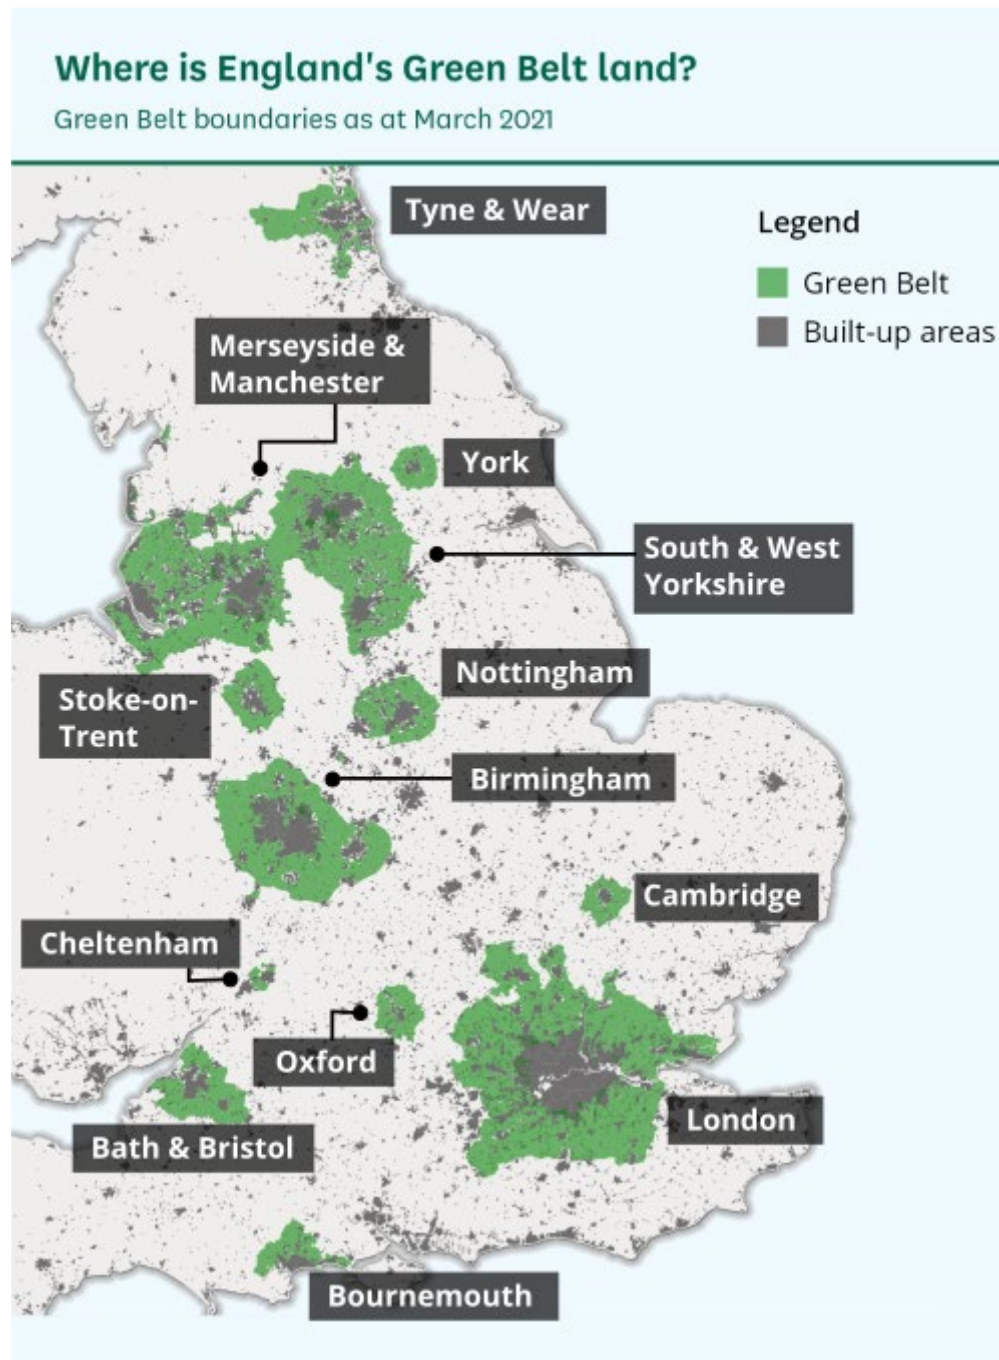 Where is England's Green Belt land?
Green Belt boundaries as at March 2021
Tyne & Wear
Legend
Green Belt
Built-up areas
Merseyside &
Manchester
York
South & West
Yorkshire
Nottingham
Stoke-on-
Trent
Birmingham
Cambridge
Cheltenham
Oxford
London
Bath & Bristol
Bournemouth